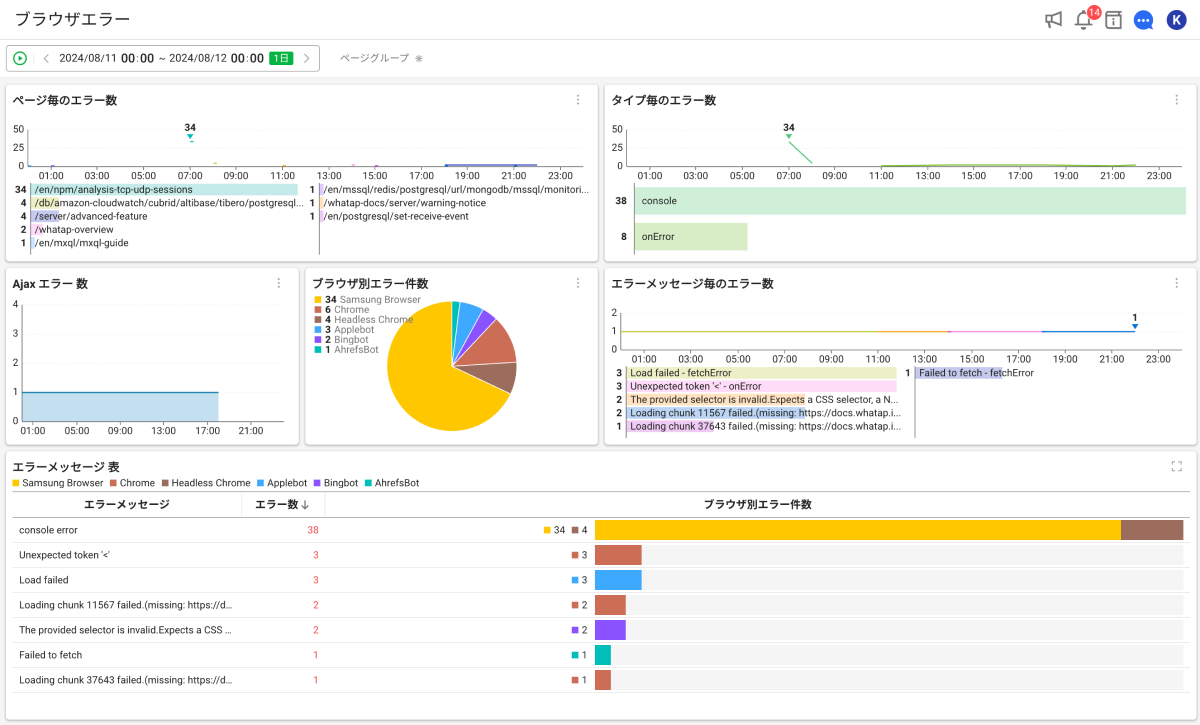 ブラウザエラー
14
K
2024/08/11 00:00 ~ 2024/08/12 00:00 1日
ページグループ ✳
ページ毎のエラー数
50
25
0
34
01:00 03:00 05:00 07:00 09:00 11:00 13:00 15:00 17:00 19:00 21:00 23:00
34 /en/npm/analysis-tcp-udp-sessions
4 /db/amazon-cloudwatch/cubrid/altibase/tibero/postgresql...
4 /server/advanced-feature
2 /whatap-overview
1 /en/mxql/mxql-guide
1 /en/mssql/redis/postgresql/url/mongodb/mssql/monitori...
1 /whatap-docs/server/warning-notice
1 /en/postgresql/set-receive-event
タイプ毎のエラー数
50
25
0
34
01:00 03:00 05:00 07:00 09:00 11:00 13:00 15:00 17:00 19:00 21:00 23:00
38 console
8 onError
Ajax エラー 数
4
3
2
1
0
01:00 05:00 09:00 13:00 17:00 21:00
ブラウザ別エラー件数
34 Samsung Browser
6 Chrome
4 Headless Chrome
3 Applebot
2 Bingbot
1 AhrefsBot
エラーメッセージ毎のエラー数
2
1
0
1
01:00 03:00 05:00 07:00 09:00 11:00 13:00 15:00 17:00 19:00 21:00 23:00
3 Load failed - fetchError
3 Unexpected token '<' - onError
2 The provided selector is invalid.Expects a CSS selector, a N...
2 Loading chunk 11567 failed.(missing: https://docs.whatap.i...
1 Loading chunk 37643 failed.(missing: https://docs.whatap.i...
1 Failed to fetch - fetchError
エラーメッセージ 表
Samsung Browser Chrome Headless Chrome Applebot Bingbot AhrefsBot
エラーメッセージ エラー数↓ ブラウザ別エラー件数
console error 38 34 4
Unexpected token '<' 3 3
Load failed 3 3
Loading chunk 11567 failed.(missing: https://d... 2 2
The provided selector is invalid.Expects a CSS ... 2 2
Failed to fetch 1 1
Loading chunk 37643 failed.(missing: https://d... 1 1